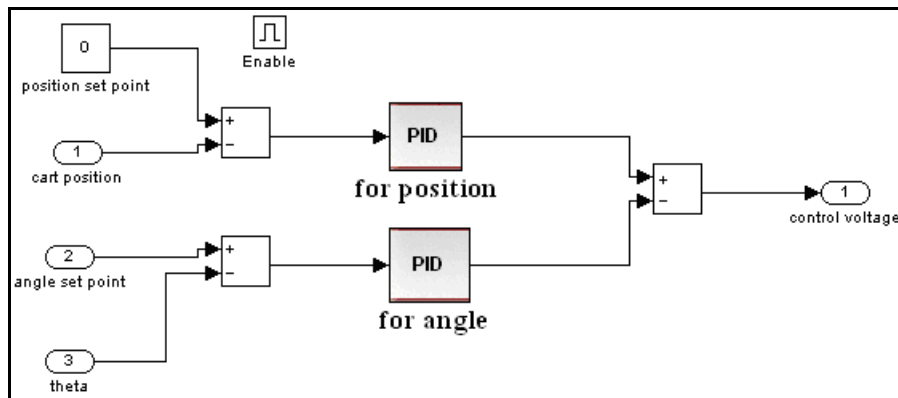 0
position set point
Enable
+
−
1
cart position
PID
for position
+
−
1
control voltage
2
angle set point
+
−
PID
for angle
3
theta